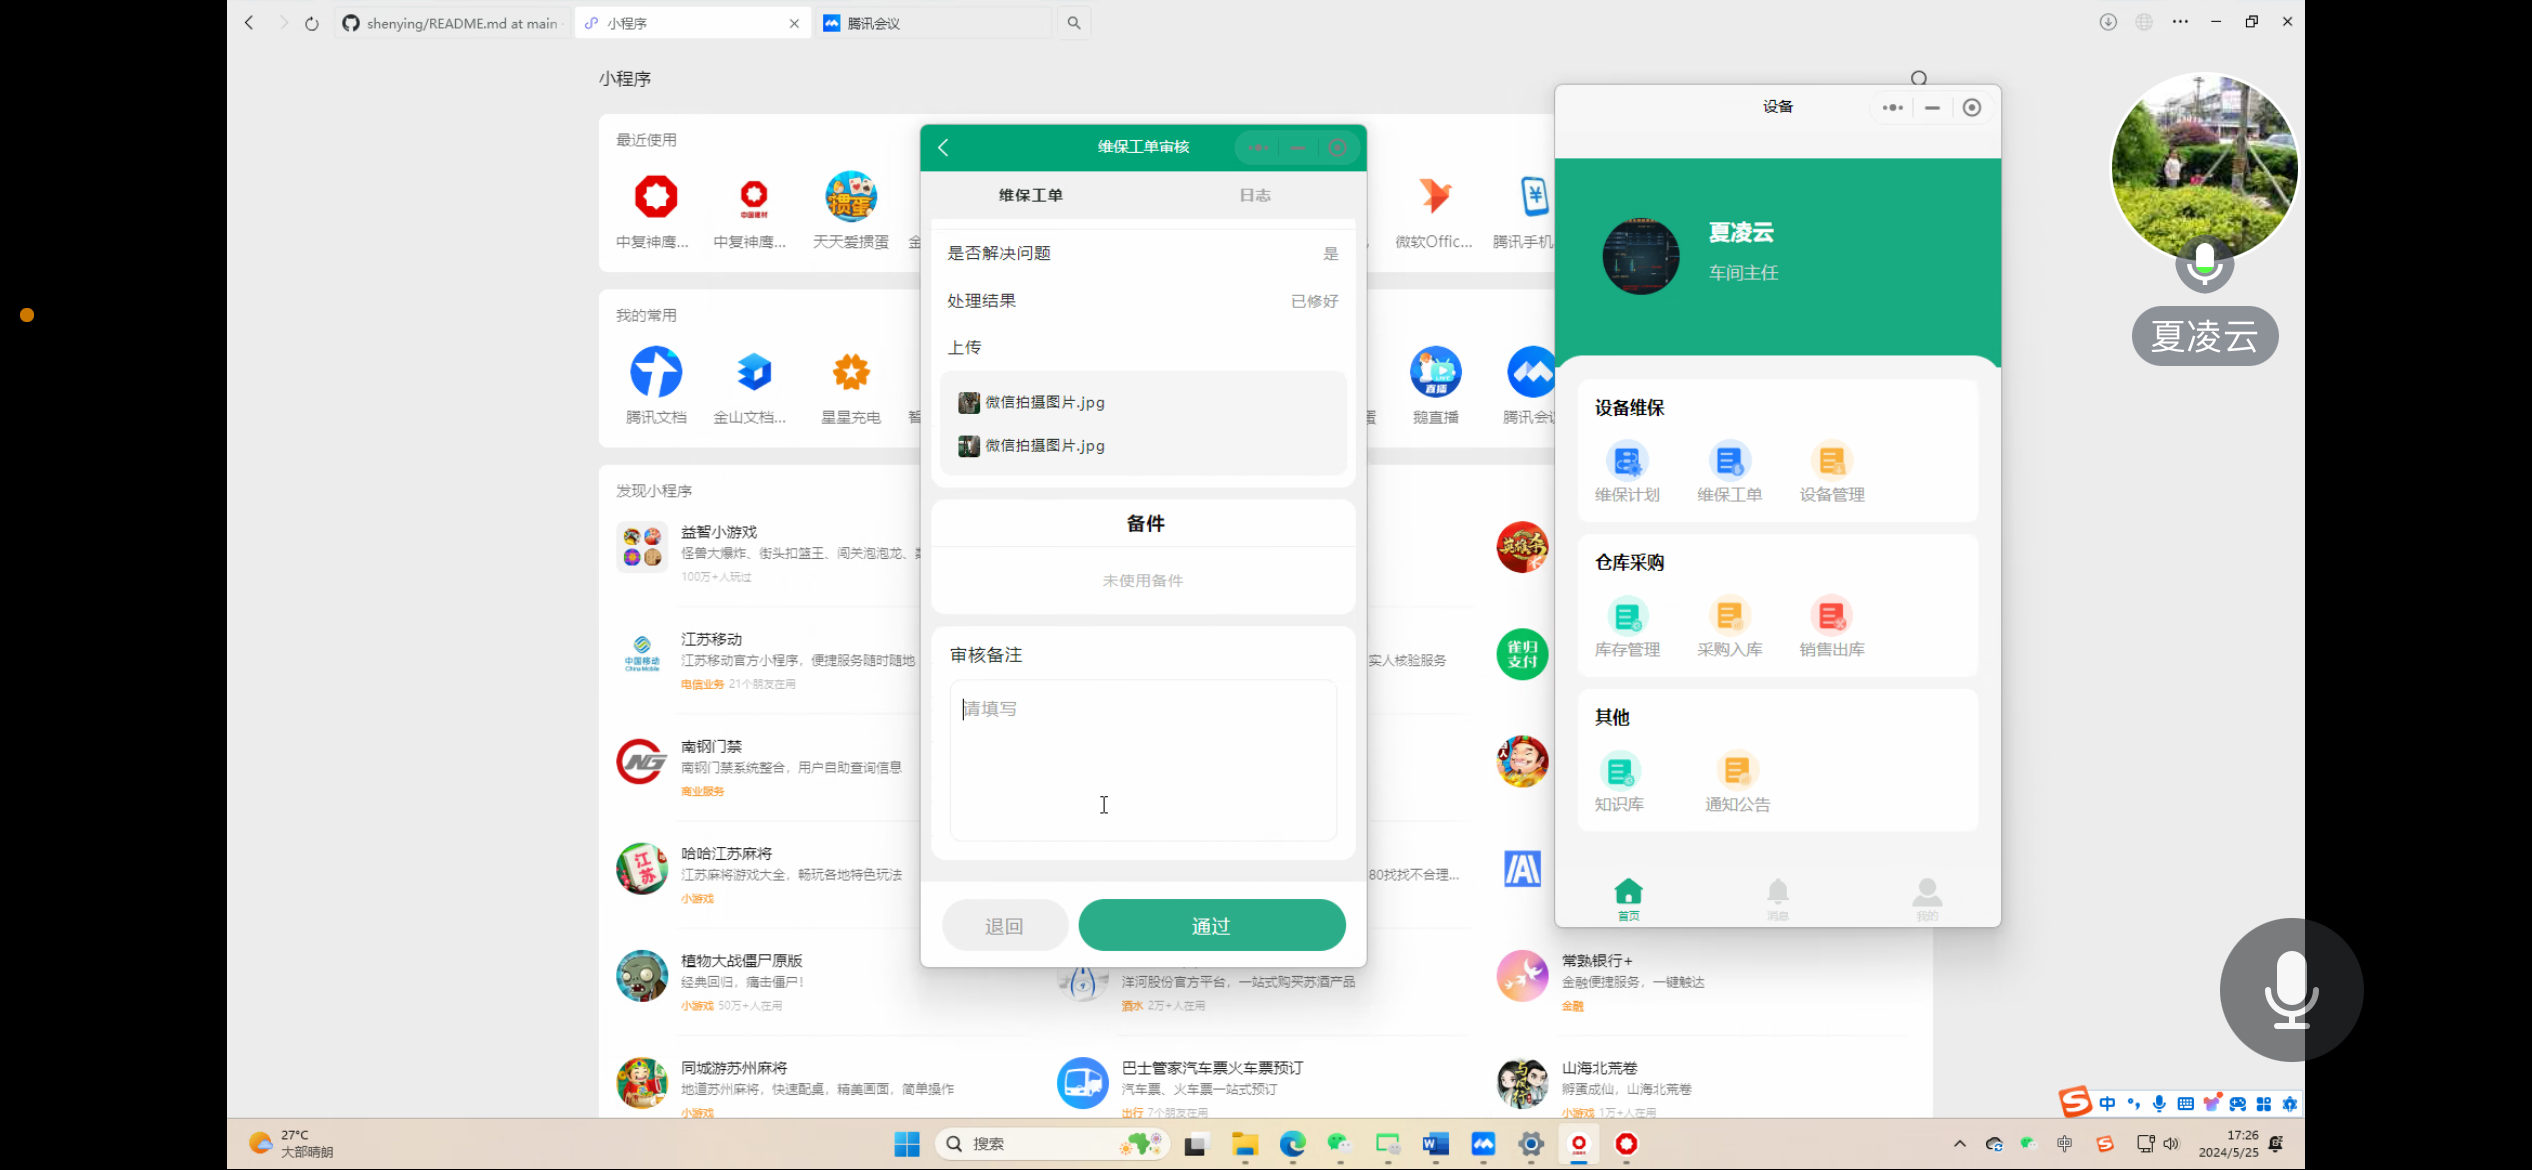 shenying/README.md at main
小程序
腾讯会议
小程序
最近使用
中复神鹰...
中复神鹰...
天天爱掼蛋
微软Offic...
腾讯手机
我的常用
腾讯文档
金山文档...
星星充电
鹅直播
腾讯会议
发现小程序
益智小游戏
怪兽大爆炸、街头扣篮王、闯关泡泡龙、
100万+人玩过
江苏移动
江苏移动官方小程序，便捷服务随时随地
电信业务 21个朋友在用
南钢门禁
南钢门禁系统整合，用户自助查询信息
商业服务
哈哈江苏麻将
江苏麻将游戏大全，畅玩各地特色玩法
小游戏
植物大战僵尸原版
经典回归，痛击僵尸！
小游戏 50万+人在用
同城游苏州麻将
地道苏州麻将，快速配桌，精美画面，简单操作
小游戏
维保工单审核
维保工单
日志
是否解决问题
是
处理结果
已修好
上传
微信拍摄图片.jpg
微信拍摄图片.jpg
备件
未使用备件
审核备注
请填写
退回
通过
实人核验服务
80找找不合理...
洋河股份官方平台，一站式购买苏酒产品
酒水 2万+人在用
巴士管家汽车票火车票预订
汽车票、火车票一站式预订
出行 7个朋友在用
雀归
支付
常熟银行+
金融便捷服务，一键触达
金融
山海北荒卷
孵蛋成仙，山海北荒卷
小游戏 1万+人在用
设备
夏凌云
车间主任
设备维保
维保计划
维保工单
设备管理
仓库采购
库存管理
采购入库
销售出库
其他
知识库
通知公告
首页
消息
我的
夏凌云
中
27°C
大部晴朗
搜索
中
17:26
2024/5/25